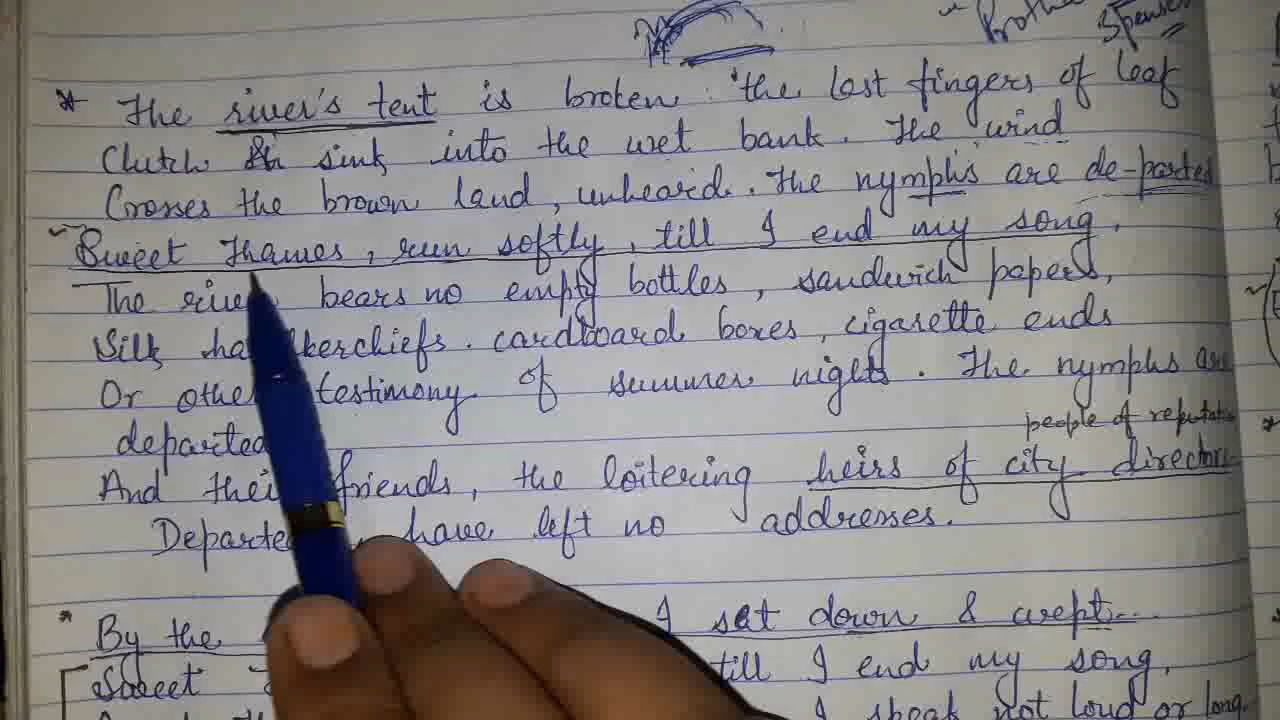 Spenser
* The river's tent is broken: the last fingers of leaf
Clutch & sink into the wet bank. The wind
Crosses the brown land, unheard. The nymphs are de-parted
Sweet Thames, run softly, till I end my song.
The river bears no empty bottles, sandwich papers,
Silk handkerchiefs. cardboard boxes, cigarette ends
Or other testimony of summer nights. The nymphs are
departed
people of reputation
And their friends, the loitering heirs of city directors
Departed, have left no addresses.
* By the I sat down & wept...
Sweet till I end my song,
I speak not loud or long.